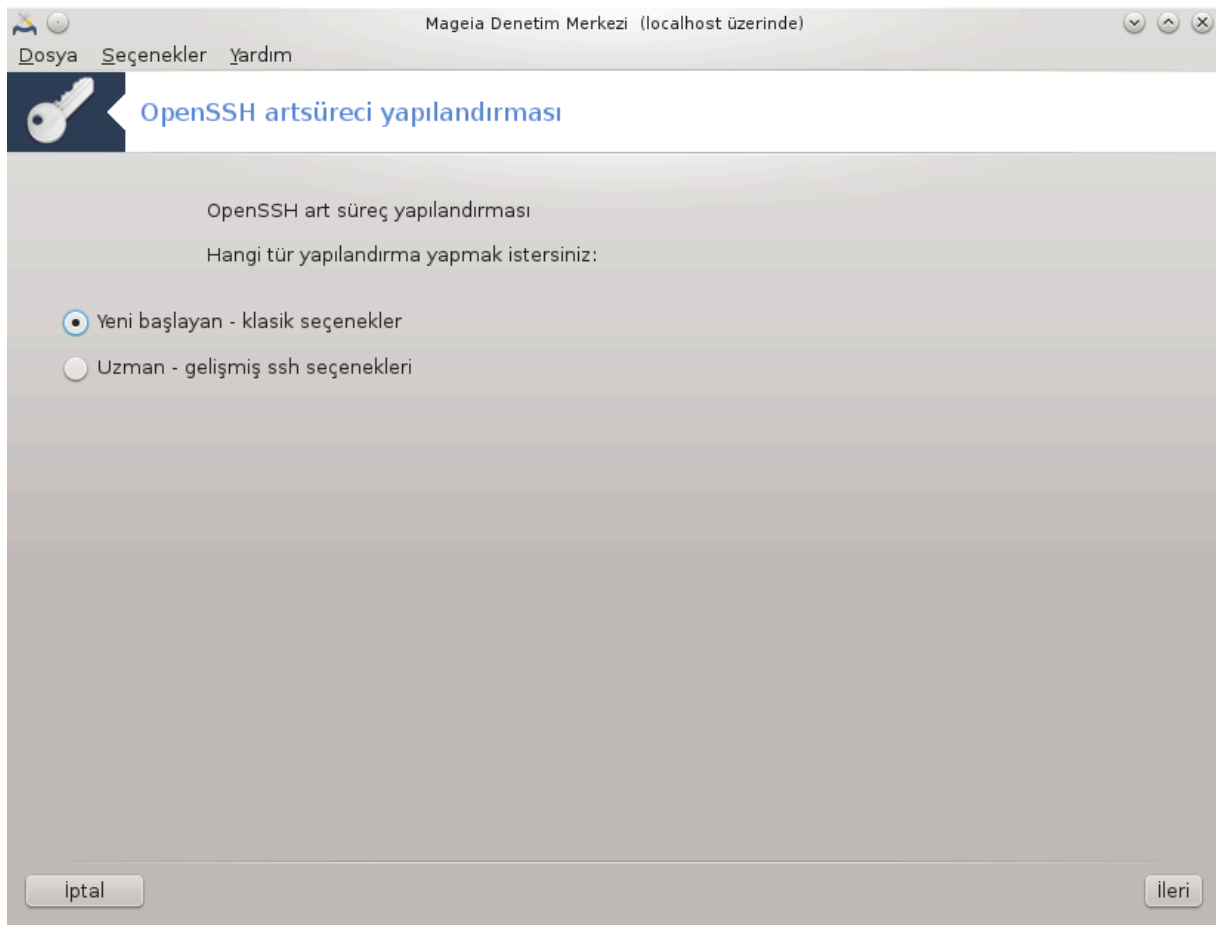 Mageia Denetim Merkezi (localhost üzerinde)
Dosya Seçenekler Yardım
OpenSSH artsüreci yapılandırması
OpenSSH art süreç yapılandırması
Hangi tür yapılandırma yapmak istersiniz:
Yeni başlayan - klasik seçenekler
Uzman - gelişmiş ssh seçenekleri
İptal İleri